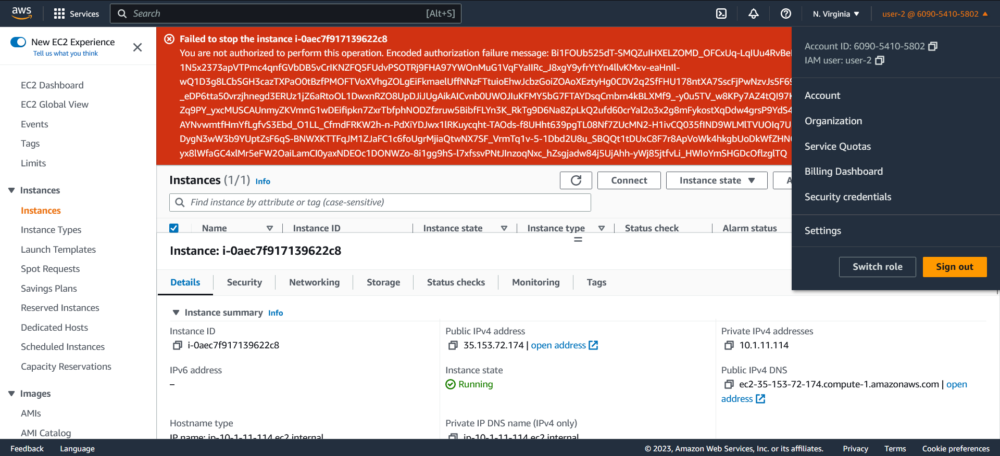 aws
Services
Search
[Alt+S]
N. Virginia
user-2 @ 6090-5410-5802
New EC2 Experience
Tell us what you think
EC2 Dashboard
EC2 Global View
Events
Tags
Limits
Instances
Instances
Instance Types
Launch Templates
Spot Requests
Savings Plans
Reserved Instances
Dedicated Hosts
Scheduled Instances
Capacity Reservations
Images
AMIs
AMI Catalog
Failed to stop the instance i-0aec7f917139622c8
You are not authorized to perform this operation. Encoded authorization failure message: Bi1FOUb525dT-SMQZuIHXELZOMD_OFCxUq-LqIUu4RvBe
1N5x2373apVTPmc4qnfGVbDB5vCrIKNZFQ5FUdvPSOTRj9FHA97YWOnMuG1VqFYaIIRc_J8xgY9yfrYtYn4llvKMxv-eaHnIl-
wQ1D3g8LCbSGH3cazTXPaO0tBzfPMOFTVoXVhgZOLgEiFkmaelUffNNzFTtuioEhwJcbzGoiZOAoXEztyHg0CDV2q2SfFHU178ntXA7SscFjPwNzvJs5F69
_eDP6tta50vrzjhnegd3ERUz1jZ6aRtoOL1DwxnRZO8UpDJiJUgAikAICvnb0UWOJIuKFMY5bG7FTAYDsqCmbrn4kBLXMf9_-y0u5TV_w8KPy7AZ4tQI97K
Zq9PY_yxcMUSCAUnmyZKVmnG1wDEifipkn7ZxrTbfphNODZfzruw5BibfFLYn3K_RkTg9D6Na8ZpLkQ2ufd60crYal2o3x2g8mFykostXqDdw4grsP9YdS4
AYNvwmtfHmYfLgfvS3Ebd_O1LL_CfmdFRKW2h-n-PdXiYDJwx1lRKuycqht-TAOds-f8UHht639pgTL08Nf7ZUcMN2-H1ivCQ035fIND9WLMlTVUOIq7U
DygN3wW3b9YUptZsF6qS-BNWXKTTFqJM1ZJaFC1c6foUgrMjiaQtwNX7SF_VrmTq1v-5-1Dbd2U8u_SBQQt1tDUxC8F7r8ApVoWk4hkgbUoDkWfZHN
yx8lWfaGC4xlMr5eFW2OaiLamCI0yaxNDEOc1DONWZo-8i1gg9hS-l7xfssvPNtJInzoqNxc_hZsgjadw84j5UjAhh-yWj85jtfvLi_HWIoYmSHGDcOflzglTQ
Account ID: 6090-5410-5802
IAM user: user-2
Account
Organization
Service Quotas
Billing Dashboard
Security credentials
Settings
Switch role
Sign out
Instances (1/1) Info
Connect
Instance state
A
Find instance by attribute or tag (case-sensitive)
Name
Instance ID
Instance state
Instance type
Status check
Alarm status
Instance: i-0aec7f917139622c8
Details
Security
Networking
Storage
Status checks
Monitoring
Tags
Instance summary Info
Instance ID
i-0aec7f917139622c8
Public IPv4 address
35.153.72.174 | open address
Private IPv4 addresses
10.1.11.114
IPv6 address
–
Instance state
Running
Public IPv4 DNS
ec2-35-153-72-174.compute-1.amazonaws.com | open
address
Hostname type
IP name: ip-10-1-11-114.ec2.internal
Private IP DNS name (IPv4 only)
ip-10-1-11-114.ec2.internal
Feedback
Language
© 2023, Amazon Web Services, Inc. or its affiliates.
Privacy
Terms
Cookie preferences